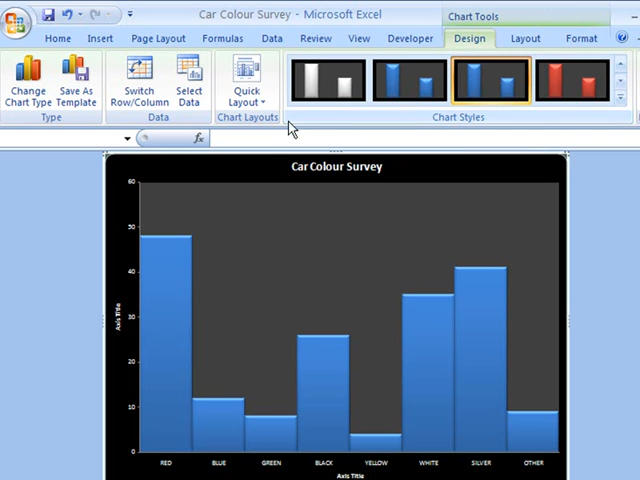 Car Colour Survey - Microsoft Excel
Chart Tools
Home Insert Page Layout Formulas Data Review View Developer Design Layout Format
Change Chart Type
Save As Template
Switch Row/Column
Select Data
Quick Layout
Type
Data
Chart Layouts
Chart Styles
fx
Car Colour Survey
60
50
40
30
20
10
0
Axis Title
RED BLUE GREEN BLACK YELLOW WHITE SILVER OTHER
Axis Title